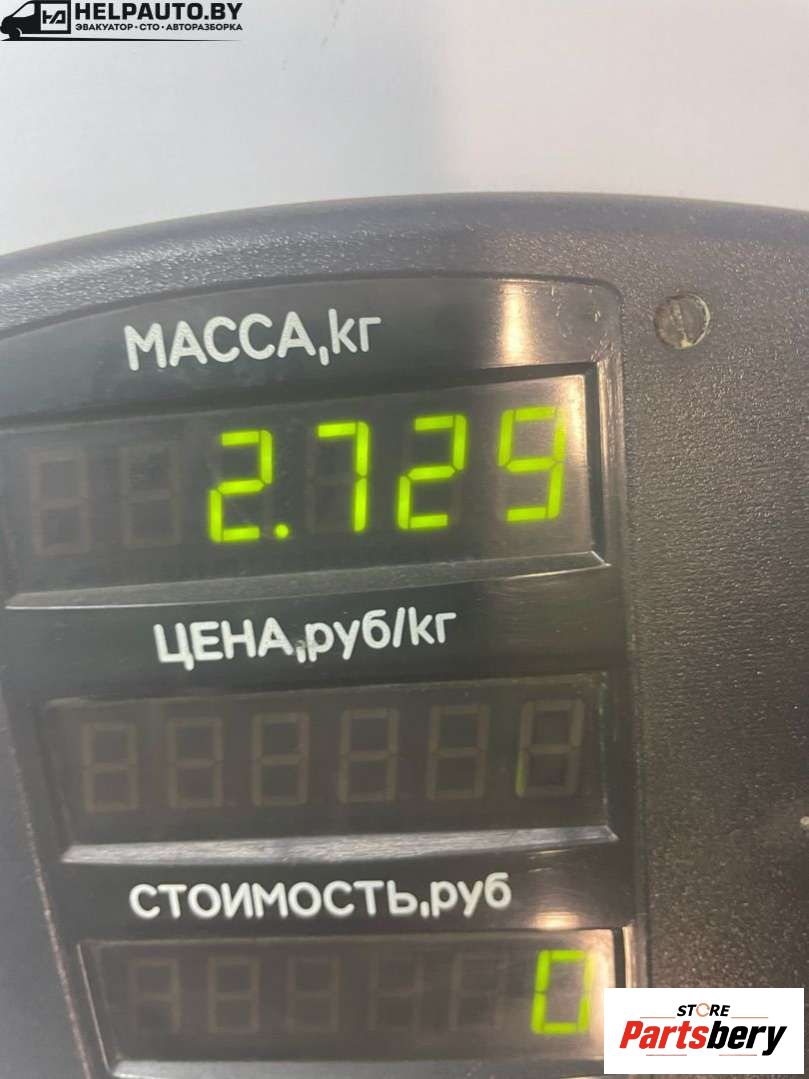 HELPAUTO.BY
ЭВАКУАТОР • СТО • АВТОРАЗБОРКА
МАССА,кг
2.729
ЦЕНА,руб/кг
СТОИМОСТЬ,руб
0
STORE
Partsbery